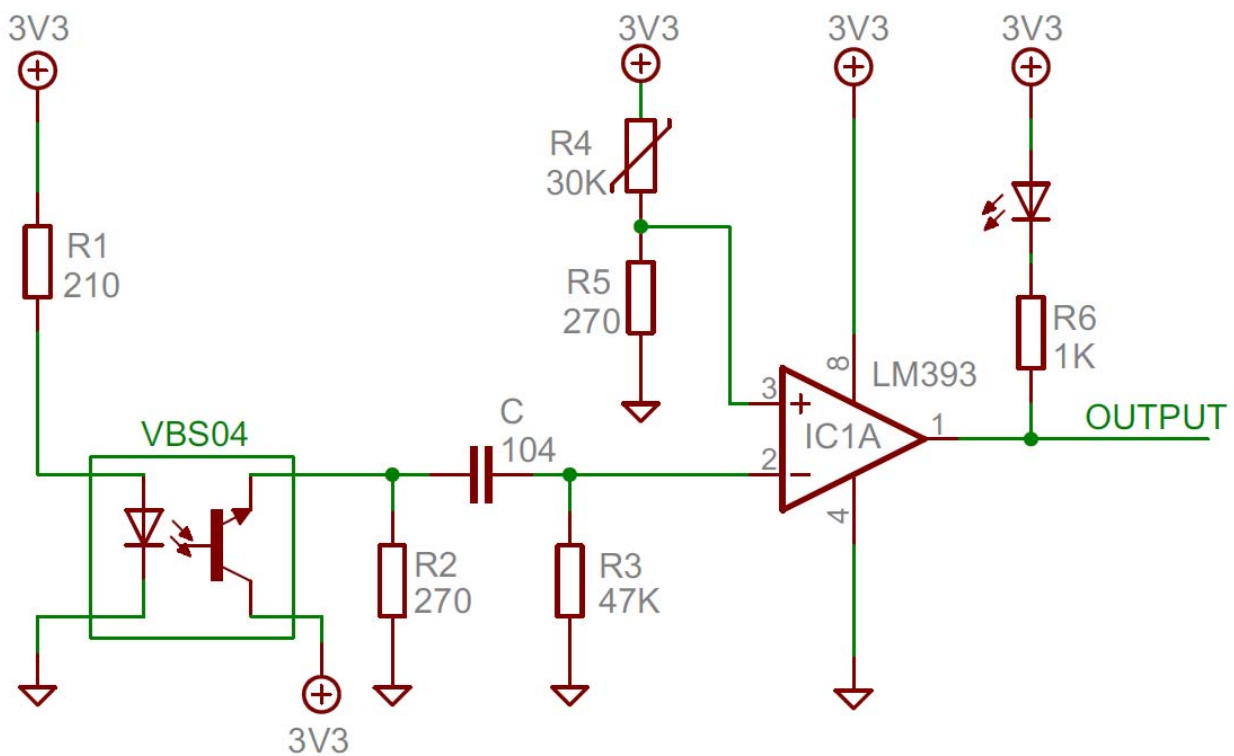 3V3
3V3
3V3
3V3
R4
30K
R1
210
R5
270
R6
1K
8
LM393
3
+
IC1A
1
OUTPUT
VBS04
C
104
2
−
4
R2
270
R3
47K
3V3